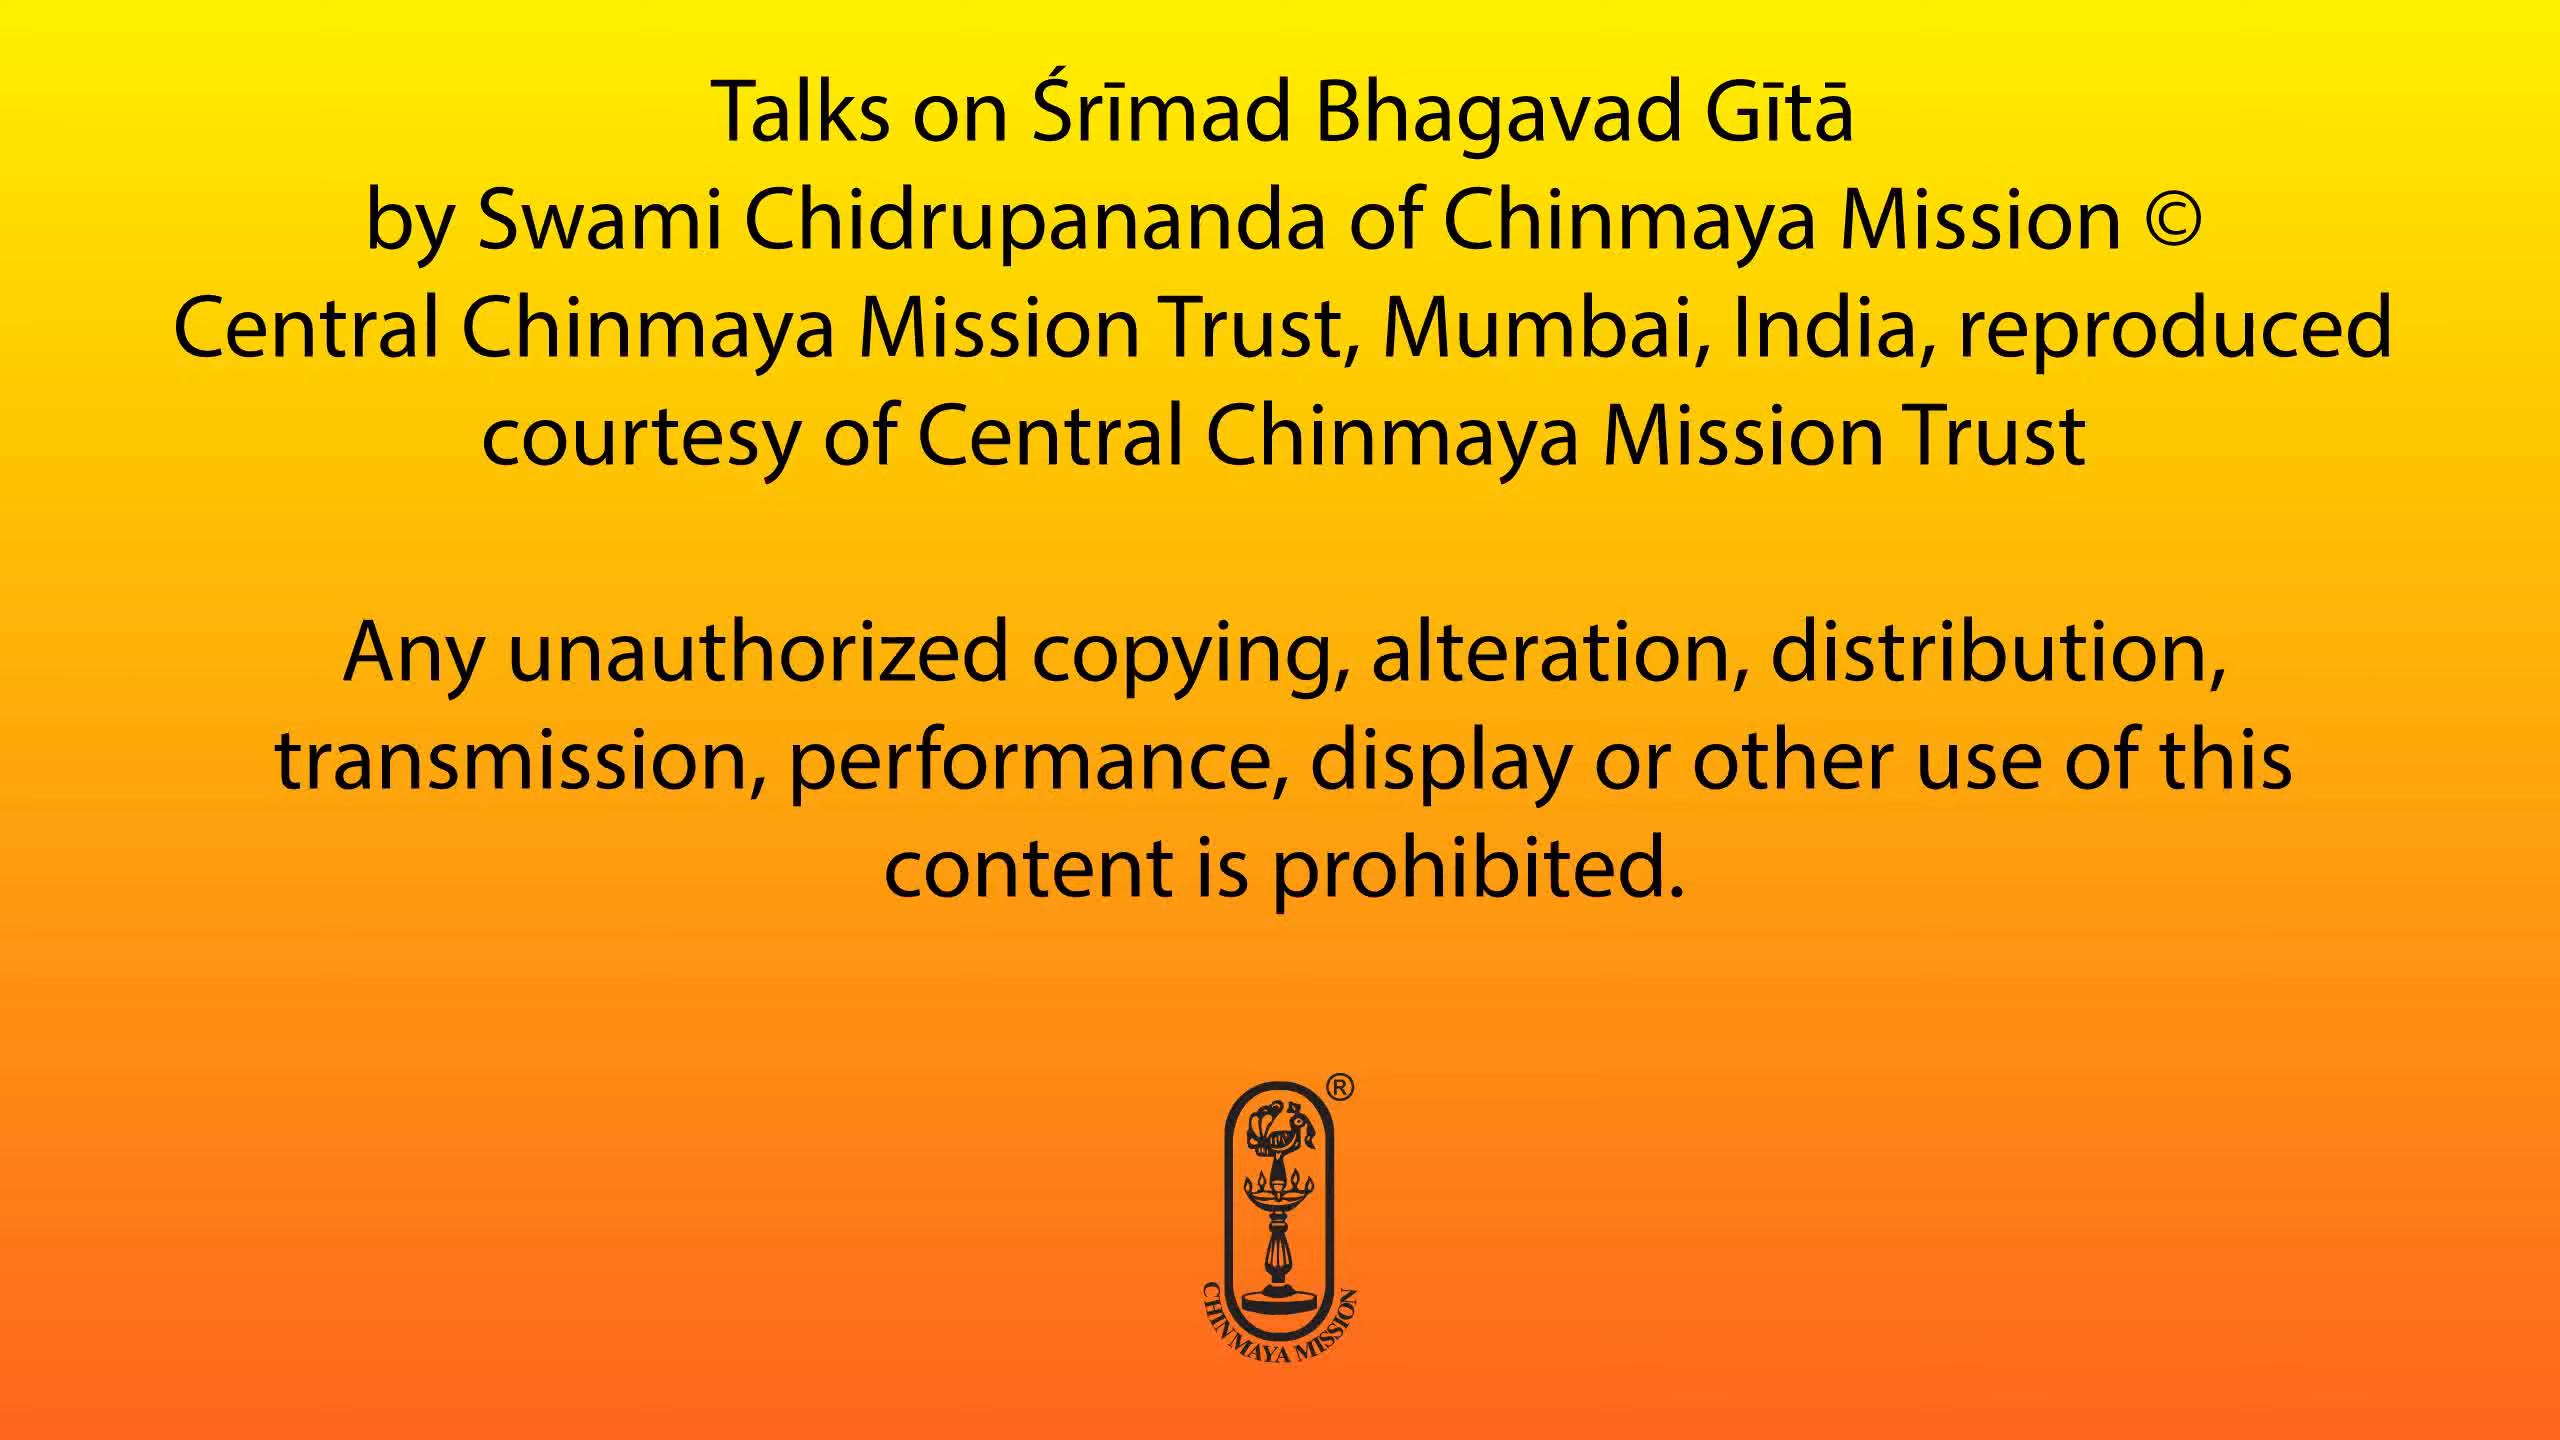 Talks on Śrīmad Bhagavad Gītā
by Swami Chidrupananda of Chinmaya Mission ©
Central Chinmaya Mission Trust, Mumbai, India, reproduced
courtesy of Central Chinmaya Mission Trust
Any unauthorized copying, alteration, distribution,
transmission, performance, display or other use of this
content is prohibited.
®
CHINMAYA MISSION